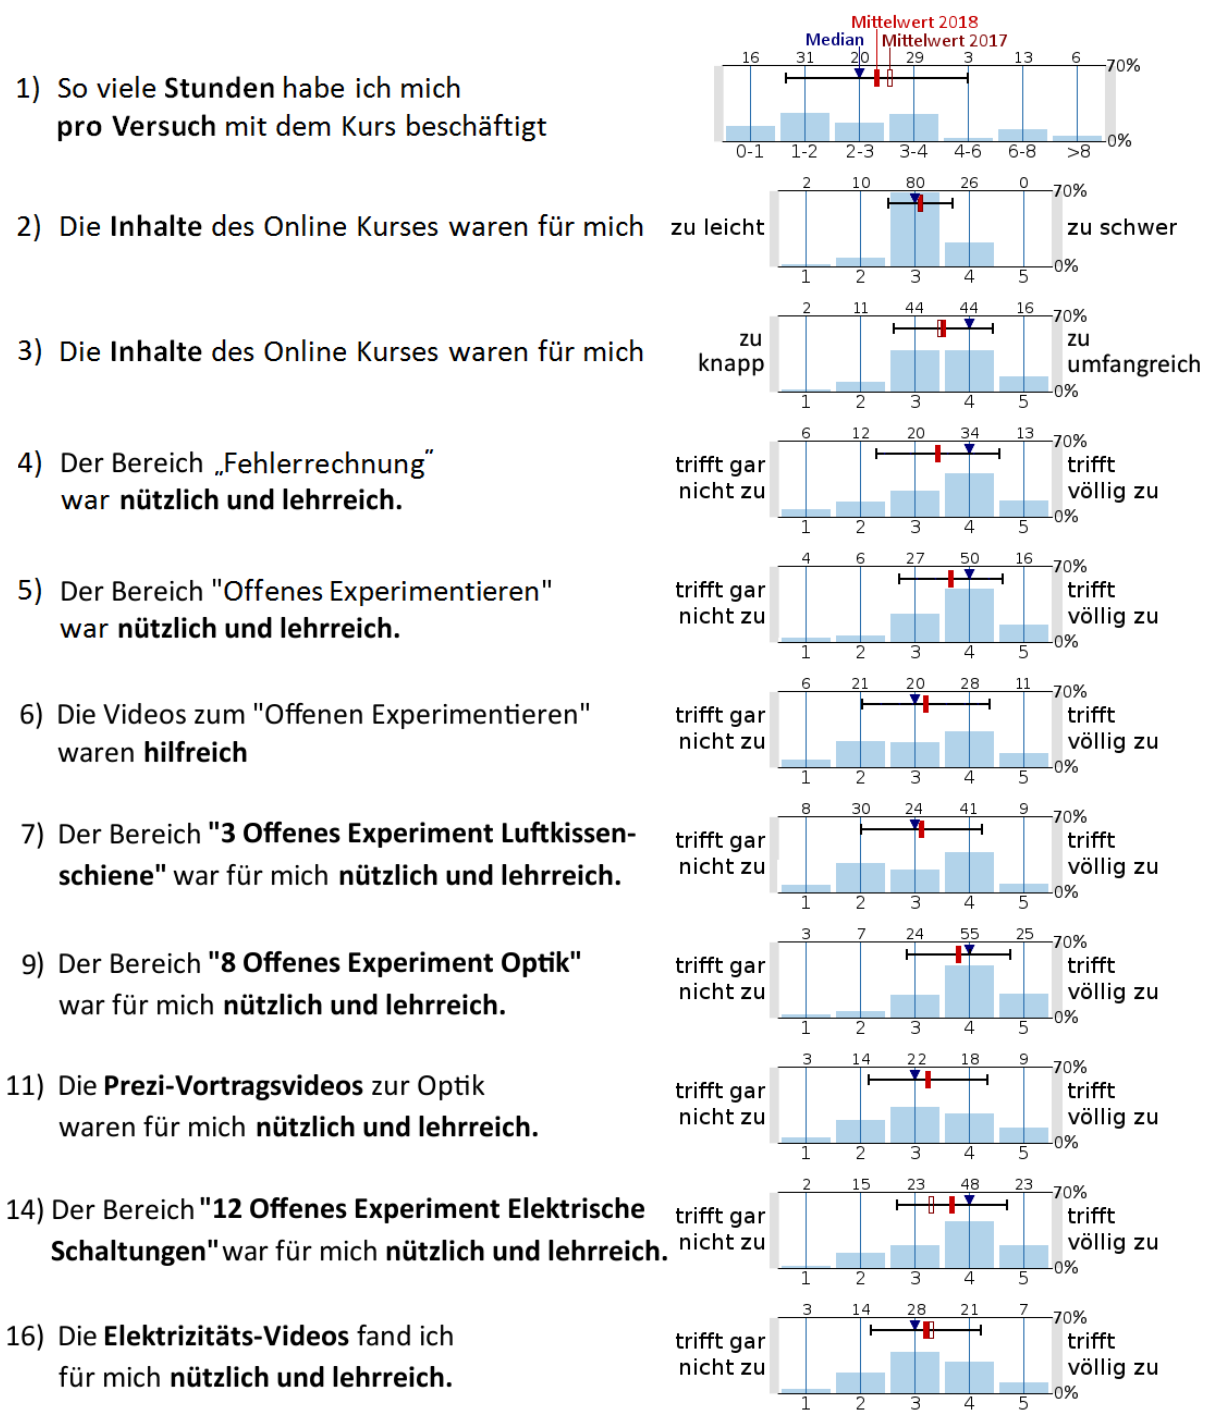 Mittelwert 2018
Median Mittelwert 2017
16 31 20 29 3 13 6
70%
1) So viele Stunden habe ich mich
pro Versuch mit dem Kurs beschäftigt
0%
0-1 1-2 2-3 3-4 4-6 6-8 >8
2 10 80 26 0
70%
2) Die Inhalte des Online Kurses waren für mich zu leicht zu schwer
0%
1 2 3 4 5
2 11 44 44 16
70%
3) Die Inhalte des Online Kurses waren für mich
zu knapp
zu umfangreich
0%
1 2 3 4 5
6 12 20 34 13
70%
4) Der Bereich „Fehlerrechnung“
war nützlich und lehrreich.
trifft gar nicht zu
trifft völlig zu
0%
1 2 3 4 5
4 6 27 50 16
70%
5) Der Bereich "Offenes Experimentieren"
war nützlich und lehrreich.
trifft gar nicht zu
trifft völlig zu
0%
1 2 3 4 5
6 21 20 28 11
70%
6) Die Videos zum "Offenen Experimentieren"
waren hilfreich
trifft gar nicht zu
trifft völlig zu
0%
1 2 3 4 5
8 30 24 41 9
70%
7) Der Bereich "3 Offenes Experiment Luftkissen-
schiene" war für mich nützlich und lehrreich.
trifft gar nicht zu
trifft völlig zu
0%
1 2 3 4 5
3 7 24 55 25
70%
9) Der Bereich "8 Offenes Experiment Optik"
war für mich nützlich und lehrreich.
trifft gar nicht zu
trifft völlig zu
0%
1 2 3 4 5
3 14 22 18 9
70%
11) Die Prezi-Vortragsvideos zur Optik
waren für mich nützlich und lehrreich.
trifft gar nicht zu
trifft völlig zu
0%
1 2 3 4 5
2 15 23 48 23
70%
14) Der Bereich "12 Offenes Experiment Elektrische
Schaltungen" war für mich nützlich und lehrreich.
trifft gar nicht zu
trifft völlig zu
0%
1 2 3 4 5
3 14 28 21 7
70%
16) Die Elektrizitäts-Videos fand ich
für mich nützlich und lehrreich.
trifft gar nicht zu
trifft völlig zu
0%
1 2 3 4 5